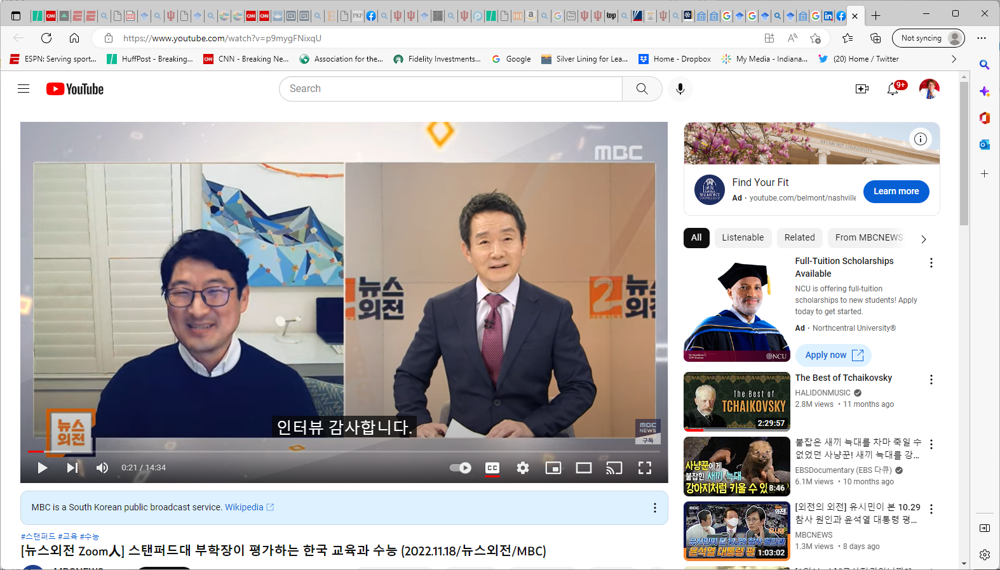 https://www.youtube.com/watch?v=p9mygFNixqU
Not syncing
ESPN: Serving sport...
HuffPost - Breaking...
CNN - Breaking Ne...
Association for the...
Fidelity Investments...
Google
Silver Lining for Lea...
Home - Dropbox
My Media - Indiana...
(20) Home / Twitter
YouTube
Search
9+
MBC
뉴스
외전
2 뉴스
외전
뉴스
외전
인터뷰 감사합니다.
MBC
NEWS
구독
0:21 / 14:34
CC
MBC is a South Korean public broadcast service. Wikipedia
#스탠퍼드 #교육 #수능
[뉴스외전 Zoom人] 스탠퍼드대 부학장이 평가하는 한국 교육과 수능 (2022.11.18/뉴스외전/MBC)
BELMONT UNIVERSITY
BELMONT
UNIVERSITY
Find Your Fit
Ad · youtube.com/belmont/nashville
Learn more
All
Listenable
Related
From MBCNEWS
NCU
Full-Tuition Scholarships
Available
NCU is offering full-tuition
scholarships to new students! Apply
today to get started.
Ad · Northcentral University®
Apply now
The Best of
TCHAIKOVSKY
2:29:57
The Best of Tchaikovsky
HALIDONMUSIC
2.8M views • 11 months ago
사냥꾼에게
붙잡힌 새끼 늑대
강아지처럼 키울 수 있
8:46
붙잡은 새끼 늑대를 차마 죽일 수
없었던 사냥꾼! 새끼 늑대를 강...
EBSDocumentary (EBS 다큐)
6.1M views • 10 months ago
MBC
외전
유시민이 본 10.29 참사 원인과
윤석열 대통령 평
1:03:02
[외전의 외전] 유시민이 본 10.29
참사 원인과 윤석열 대통령 평...
MBCNEWS
1.3M views • 8 days ago